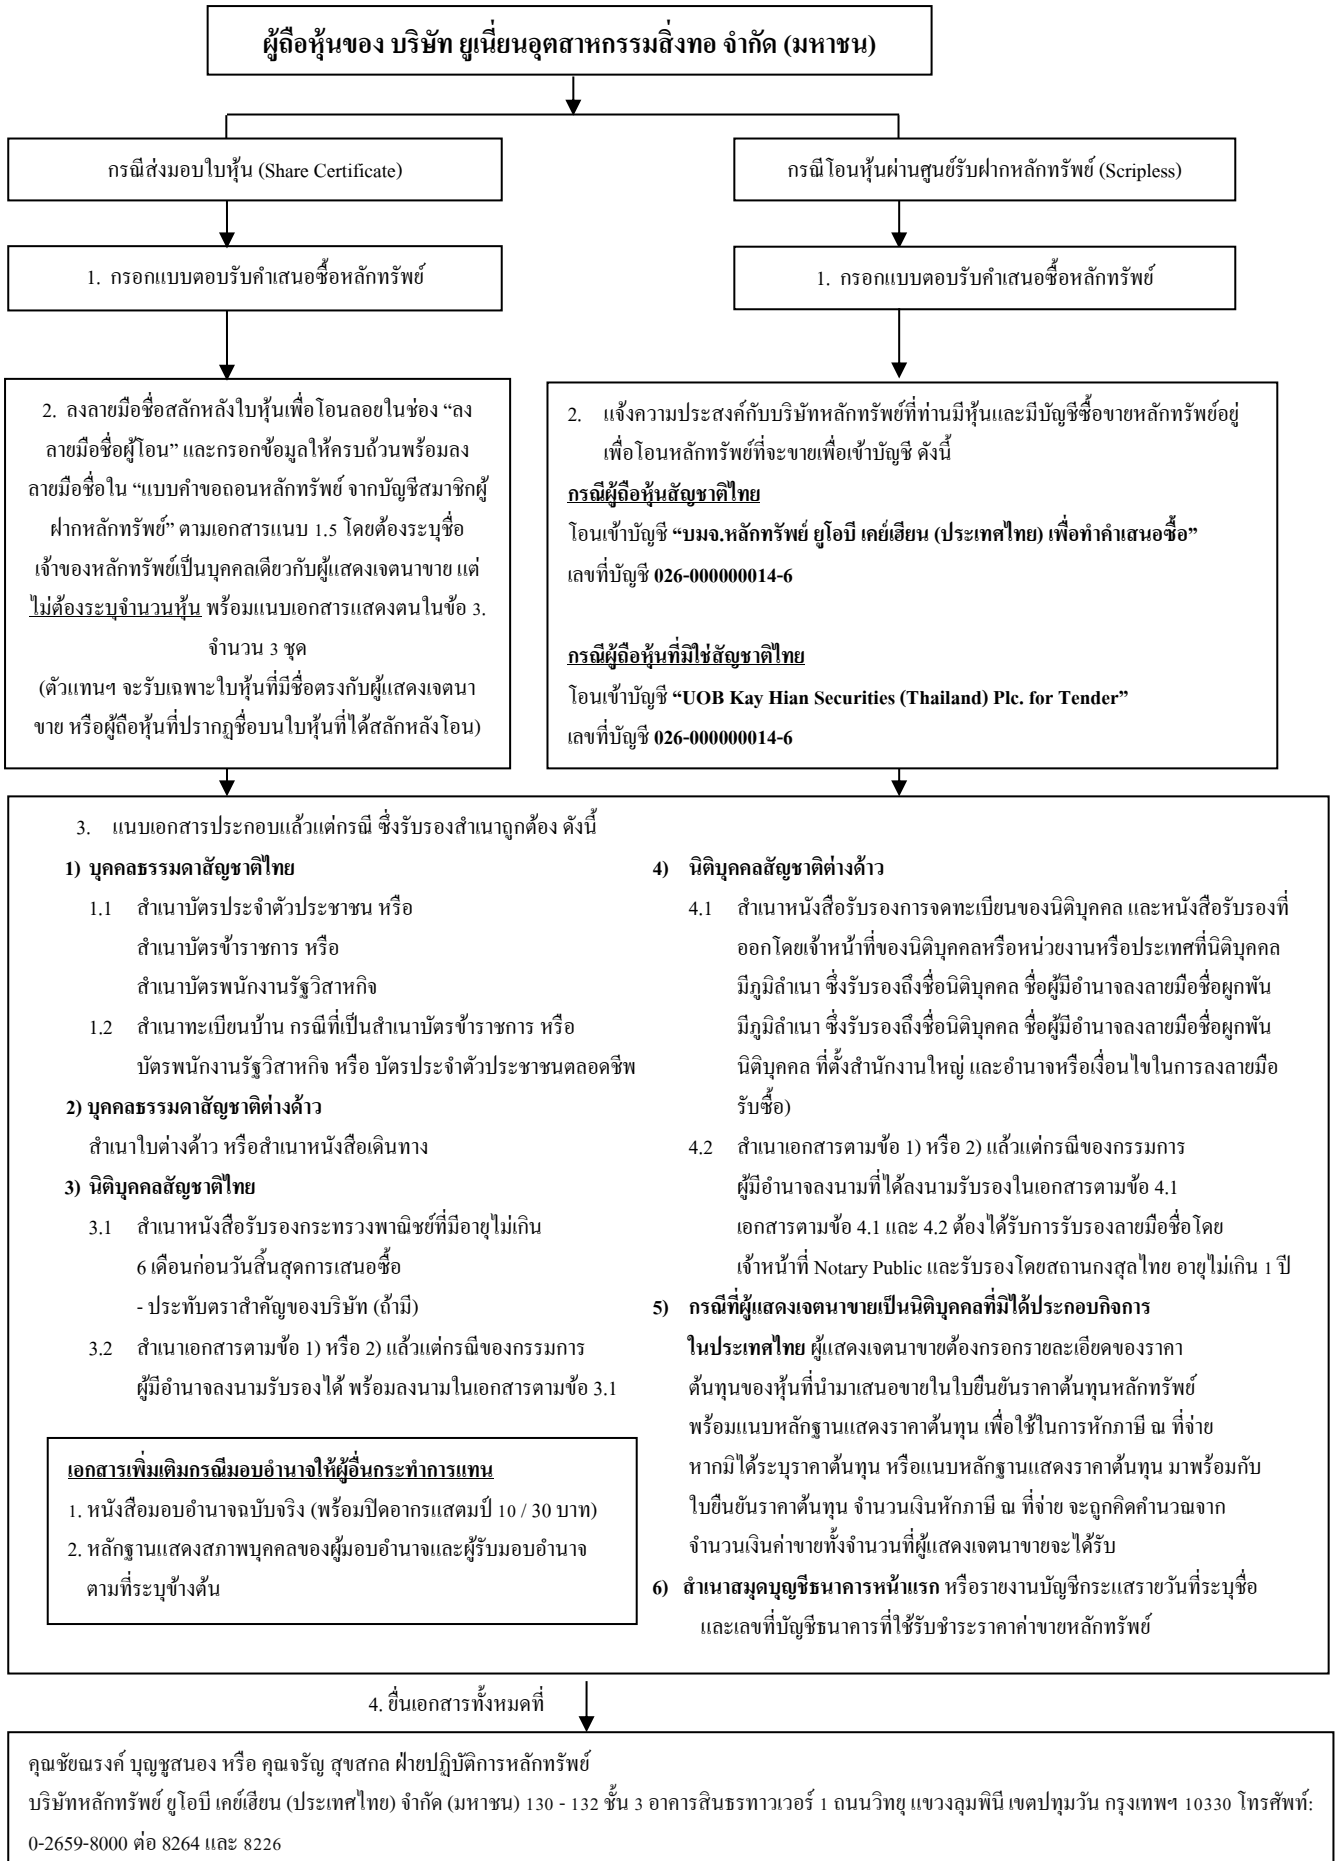 ผู้ถือหุ้นของ บริษัท ยูเนี่ยนอุตสาหกรรมสิ่งทอ จำกัด (มหาชน)
กรณีส่งมอบใบหุ้น (Share Certificate)
กรณีโอนหุ้นผ่านศูนย์รับฝากหลักทรัพย์ (Scripless)
1. กรอกแบบตอบรับคำเสนอซื้อหลักทรัพย์
1. กรอกแบบตอบรับคำเสนอซื้อหลักทรัพย์
2. ลงลายมือชื่อสลักหลังใบหุ้นเพื่อโอนลอยในช่อง “ลง
ลายมือชื่อผู้โอน” และกรอกข้อมูลให้ครบถ้วนพร้อมลง
ลายมือชื่อใน “แบบคำขอถอนหลักทรัพย์ จากบัญชีสมาชิกผู้
ฝากหลักทรัพย์” ตามเอกสารแนบ 1.5 โดยต้องระบุชื่อ
เจ้าของหลักทรัพย์เป็นบุคคลเดียวกับผู้แสดงเจตนาขาย แต่
ไม่ต้องระบุจำนวนหุ้น พร้อมแนบเอกสารแสดงตนในข้อ 3.
จำนวน 3 ชุด
(ตัวแทนฯ จะรับเฉพาะใบหุ้นที่มีชื่อตรงกับผู้แสดงเจตนา
ขาย หรือผู้ถือหุ้นที่ปรากฏชื่อบนใบหุ้นที่ได้สลักหลังโอน)
2. แจ้งความประสงค์กับบริษัทหลักทรัพย์ที่ท่านมีหุ้นและมีบัญชีซื้อขายหลักทรัพย์อยู่
เพื่อโอนหลักทรัพย์ที่จะขายเพื่อเข้าบัญชี ดังนี้
กรณีผู้ถือหุ้นสัญชาติไทย
โอนเข้าบัญชี “บมจ.หลักทรัพย์ ยูโอบี เคย์เฮียน (ประเทศไทย) เพื่อทำคำเสนอซื้อ”
เลขที่บัญชี 026-000000014-6
กรณีผู้ถือหุ้นที่มิใช่สัญชาติไทย
โอนเข้าบัญชี “UOB Kay Hian Securities (Thailand) Plc. for Tender”
เลขที่บัญชี 026-000000014-6
3. แนบเอกสารประกอบแล้วแต่กรณี ซึ่งรับรองสำเนาถูกต้อง ดังนี้
1) บุคคลธรรมดาสัญชาติไทย
1.1 สำเนาบัตรประจำตัวประชาชน หรือ
สำเนาบัตรข้าราชการ หรือ
สำเนาบัตรพนักงานรัฐวิสาหกิจ
1.2 สำเนาทะเบียนบ้าน กรณีที่เป็นสำเนาบัตรข้าราชการ หรือ
บัตรพนักงานรัฐวิสาหกิจ หรือ บัตรประจำตัวประชาชนตลอดชีพ
2) บุคคลธรรมดาสัญชาติต่างด้าว
สำเนาใบต่างด้าว หรือสำเนาหนังสือเดินทาง
3) นิติบุคคลสัญชาติไทย
3.1 สำเนาหนังสือรับรองกระทรวงพาณิชย์ที่มีอายุไม่เกิน
6 เดือนก่อนวันสิ้นสุดการเสนอซื้อ
- ประทับตราสำคัญของบริษัท (ถ้ามี)
3.2 สำเนาเอกสารตามข้อ 1) หรือ 2) แล้วแต่กรณีของกรรมการ
ผู้มีอำนาจลงนามรับรองได้ พร้อมลงนามในเอกสารตามข้อ 3.1
เอกสารเพิ่มเติมกรณีมอบอำนาจให้ผู้อื่นกระทำการแทน
1. หนังสือมอบอำนาจฉบับจริง (พร้อมปิดอากรแสตมป์ 10 / 30 บาท)
2. หลักฐานแสดงสภาพบุคคลของผู้มอบอำนาจและผู้รับมอบอำนาจ
ตามที่ระบุข้างต้น
4) นิติบุคคลสัญชาติต่างด้าว
4.1 สำเนาหนังสือรับรองการจดทะเบียนของนิติบุคคล และหนังสือรับรองที่
ออกโดยเจ้าหน้าที่ของนิติบุคคลหรือหน่วยงานหรือประเทศที่นิติบุคคล
มีภูมิลำเนา ซึ่งรับรองถึงชื่อนิติบุคคล ชื่อผู้มีอำนาจลงลายมือชื่อผูกพัน
มีภูมิลำเนา ซึ่งรับรองถึงชื่อนิติบุคคล ชื่อผู้มีอำนาจลงลายมือชื่อผูกพัน
นิติบุคคล ที่ตั้งสำนักงานใหญ่ และอำนาจหรือเงื่อนไขในการลงลายมือ
รับซื้อ)
4.2 สำเนาเอกสารตามข้อ 1) หรือ 2) แล้วแต่กรณีของกรรมการ
ผู้มีอำนาจลงนามที่ได้ลงนามรับรองในเอกสารตามข้อ 4.1
เอกสารตามข้อ 4.1 และ 4.2 ต้องได้รับการรับรองลายมือชื่อโดย
เจ้าหน้าที่ Notary Public และรับรองโดยสถานกงสุลไทย อายุไม่เกิน 1 ปี
5) กรณีที่ผู้แสดงเจตนาขายเป็นนิติบุคคลที่มิได้ประกอบกิจการ
ในประเทศไทย ผู้แสดงเจตนาขายต้องกรอกรายละเอียดของราคา
ต้นทุนของหุ้นที่นำมาเสนอขายในใบยืนยันราคาต้นทุนหลักทรัพย์
พร้อมแนบหลักฐานแสดงราคาต้นทุน เพื่อใช้ในการหักภาษี ณ ที่จ่าย
หากมิได้ระบุราคาต้นทุน หรือแนบหลักฐานแสดงราคาต้นทุน มาพร้อมกับ
ใบยืนยันราคาต้นทุน จำนวนเงินหักภาษี ณ ที่จ่าย จะถูกคิดคำนวณจาก
จำนวนเงินค่าขายทั้งจำนวนที่ผู้แสดงเจตนาขายจะได้รับ
6) สำเนาสมุดบุญชีธนาคารหน้าแรก หรือรายงานบัญชีกระแสรายวันที่ระบุชื่อ
และเลขที่บัญชีธนาคารที่ใช้รับชำระราคาค่าขายหลักทรัพย์
4. ยื่นเอกสารทั้งหมดที่
คุณชัยณรงค์ บุญชูสนอง หรือ คุณจรัญ สุขสกล ฝ่ายปฏิบัติการหลักทรัพย์
บริษัทหลักทรัพย์ ยูโอบี เคย์เฮียน (ประเทศไทย) จำกัด (มหาชน) 130 - 132 ชั้น 3 อาคารสินธรทาวเวอร์ 1 ถนนวิทยุ แขวงลุมพินี เขตปทุมวัน กรุงเทพฯ 10330 โทรศัพท์:
0-2659-8000 ต่อ 8264 และ 8226